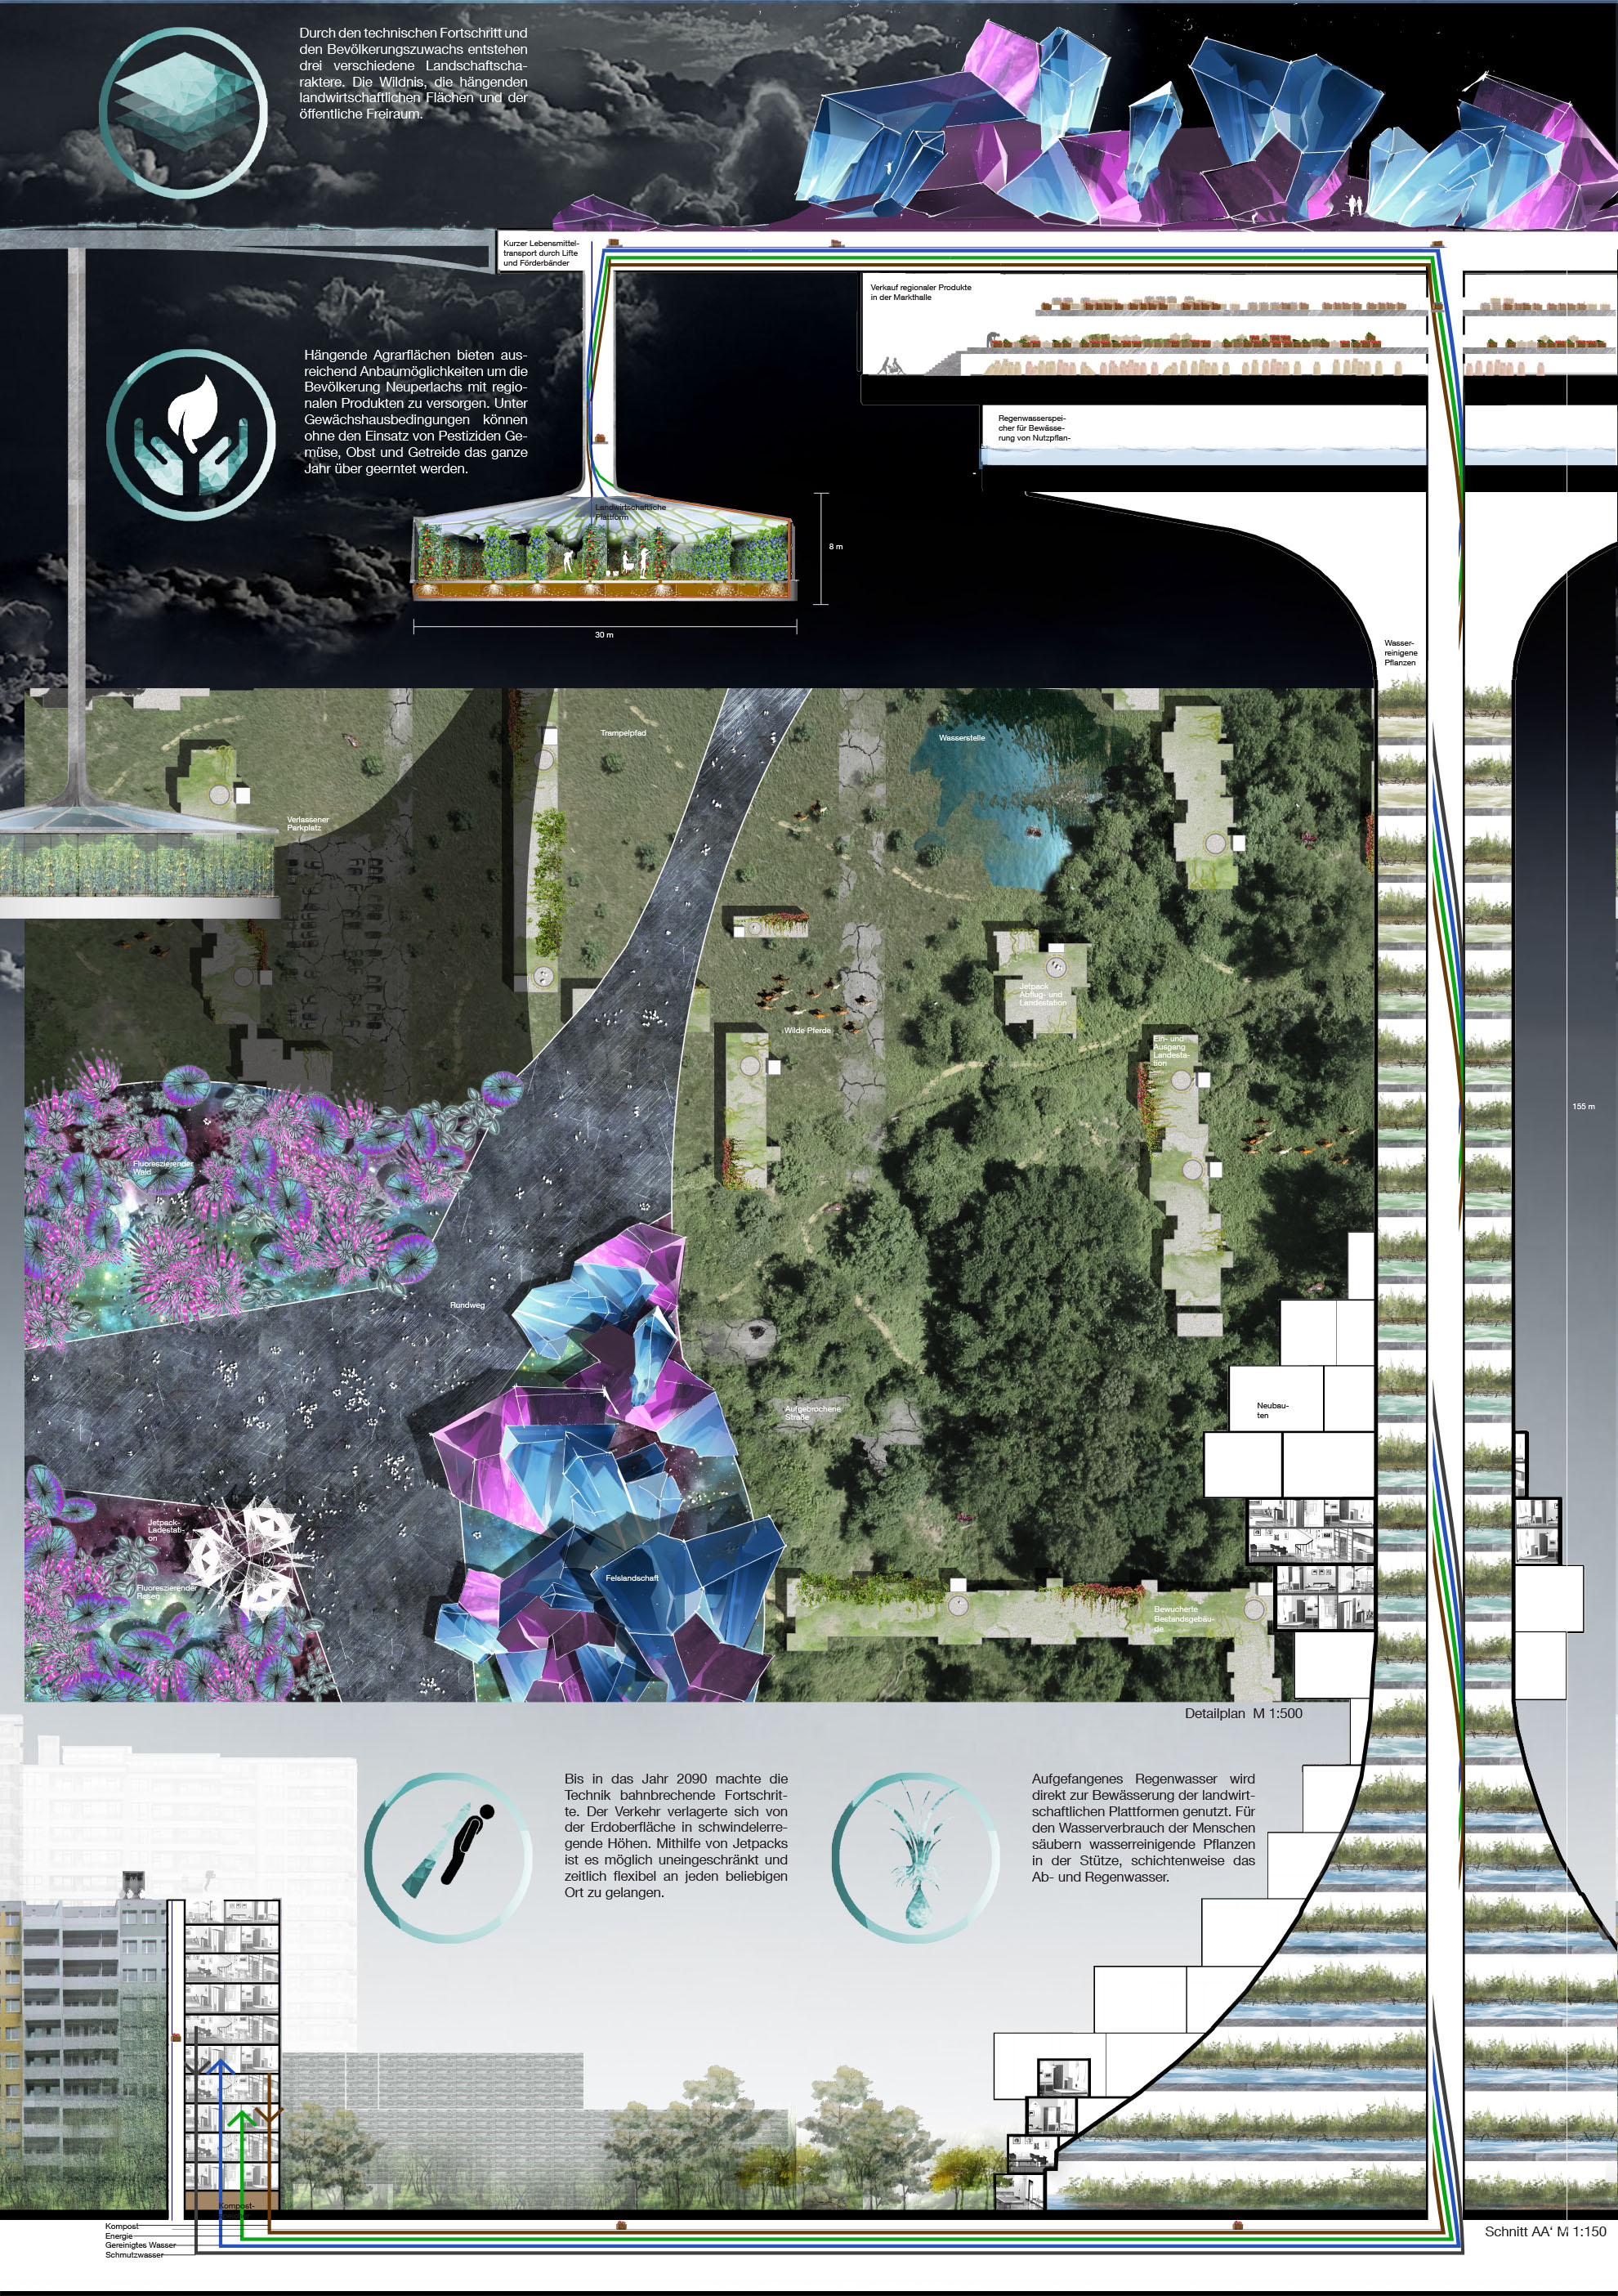 Durch den technischen Fortschritt und
den Bevölkerungszuwachs entstehen
drei verschiedene Landschaftscha-
raktere. Die Wildnis, die hängenden
landwirtschaftlichen Flächen und der
öffentliche Freiraum.
Kurzer Lebensmittel-
transport durch Lifte
und Förderbänder
Verkauf regionaler Produkte
in der Markthalle
Hängende Agrarflächen bieten aus-
reichend Anbaumöglichkeiten um die
Bevölkerung Neuperlachs mit regio-
nalen Produkten zu versorgen. Unter
Gewächshausbedingungen können
ohne den Einsatz von Pestiziden Ge-
müse, Obst und Getreide das ganze
Jahr über geerntet werden.
Regenwasserspei-
cher für Bewässe-
rung von Nutzpflan-
Landwirtschaftliche
Plattform
8 m
30 m
Wasser-
reinigene
Pflanzen
Trampelpfad
Wasserstelle
Verlassener
Parkplatz
Jetpack
Abflug- und
Landestation
Wilde Pferde
Ein- und
Ausgang
Landesta-
tion
155 m
Fluoreszierender
Wald
Rundweg
Aufgebrochene
Straße
Neubau-
ten
Jetpack-
Ladestati-
on
Felslandschaft
Fluoreszierender
Rasen
Bewucherte
Bestandsgebäu-
de
Detailplan M 1:500
Bis in das Jahr 2090 machte die
Technik bahnbrechende Fortschrit-
te. Der Verkehr verlagerte sich von
der Erdoberfläche in schwindelerre-
gende Höhen. Mithilfe von Jetpacks
ist es möglich uneingeschränkt und
zeitlich flexibel an jeden beliebigen
Ort zu gelangen.
Aufgefangenes Regenwasser wird
direkt zur Bewässerung der landwirt-
schaftlichen Plattformen genutzt. Für
den Wasserverbrauch der Menschen
säubern wasserreinigende Pflanzen
in der Stütze, schichtenweise das
Ab- und Regenwasser.
Kompost-
Kompost
Energie
Gereinigtes Wasser
Schmutzwasser
Schnitt AA' M 1:150